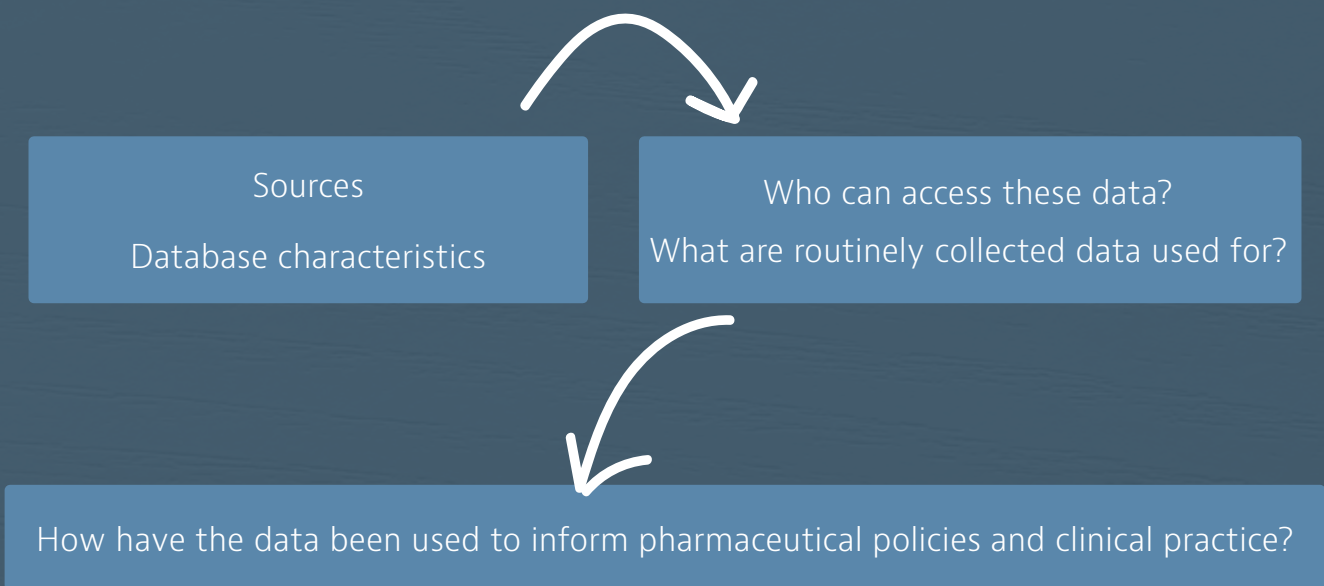 Sources
Database characteristics
Who can access these data?
What are routinely collected data used for?
How have the data been used to inform pharmaceutical policies and clinical practice?